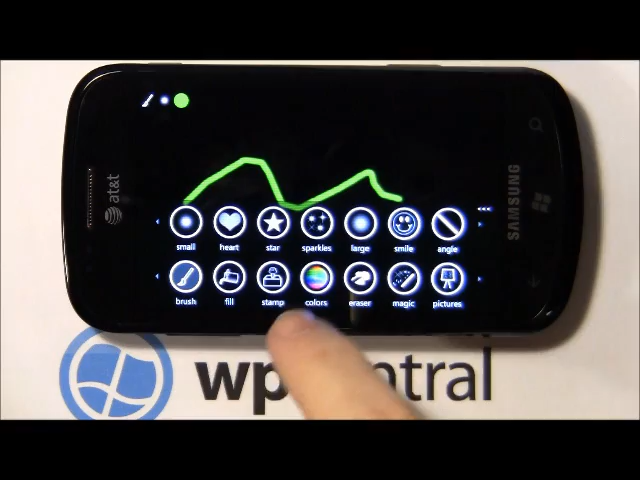 at&t
SAMSUNG
small heart star sparkles large smile angle
brush fill stamp colors eraser magic pictures
wp ntral